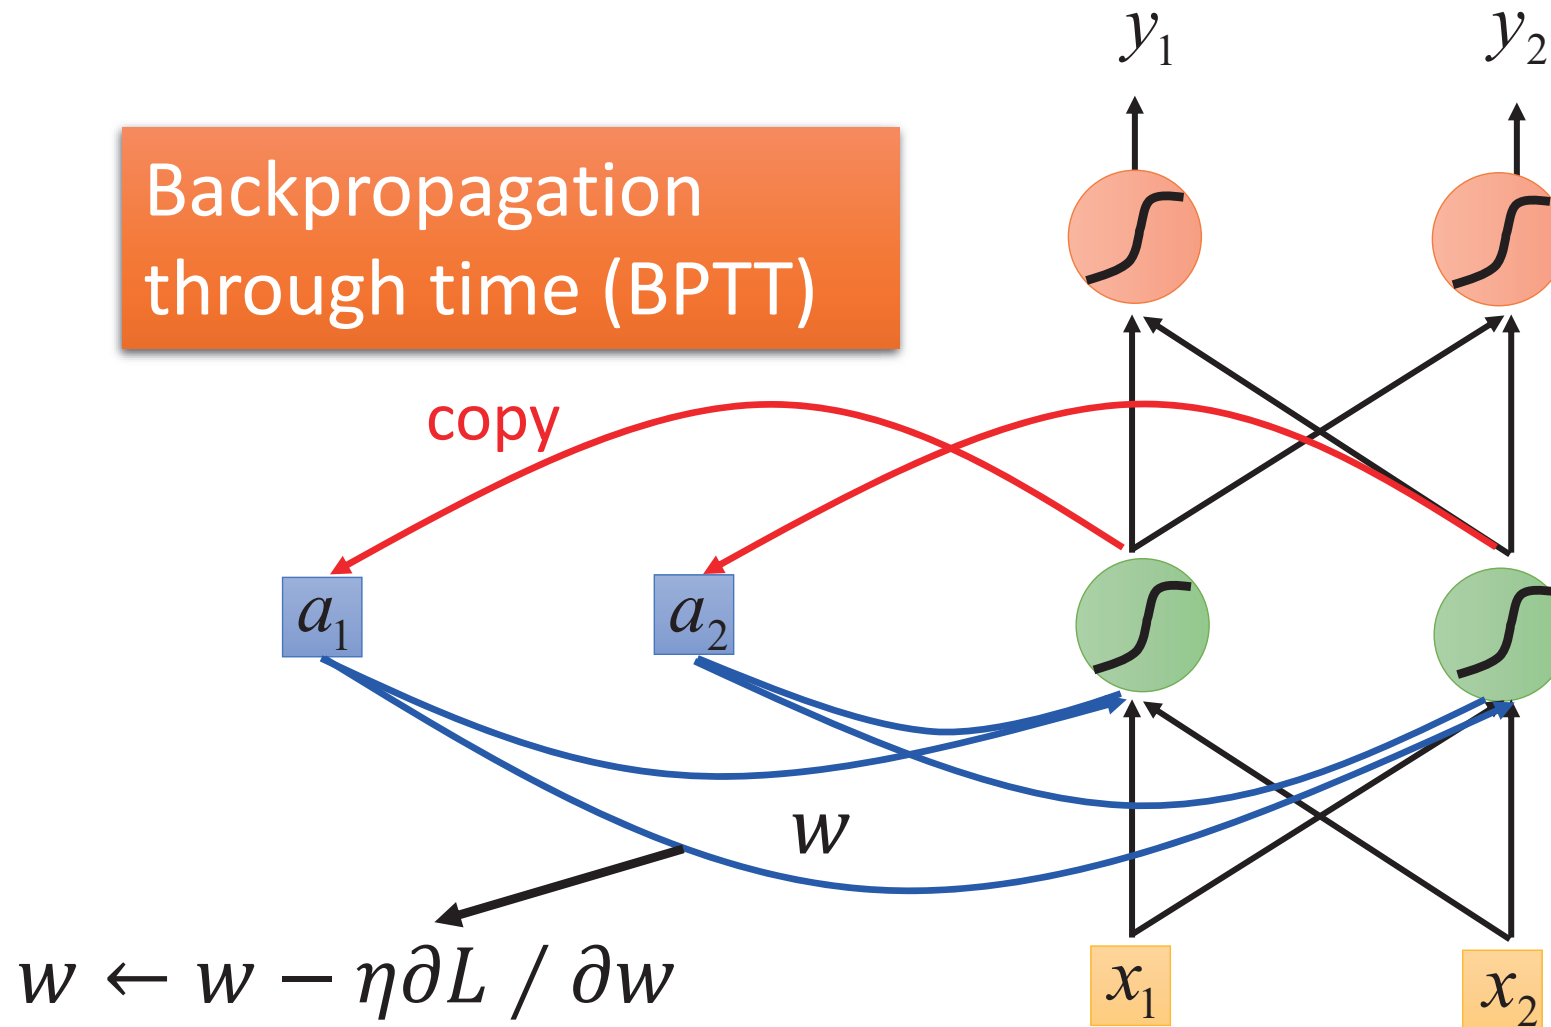 y₁ y₂
Backpropagation
through time (BPTT)
copy
a₁ a₂
w
w ← w − η∂L / ∂w
x₁ x₂